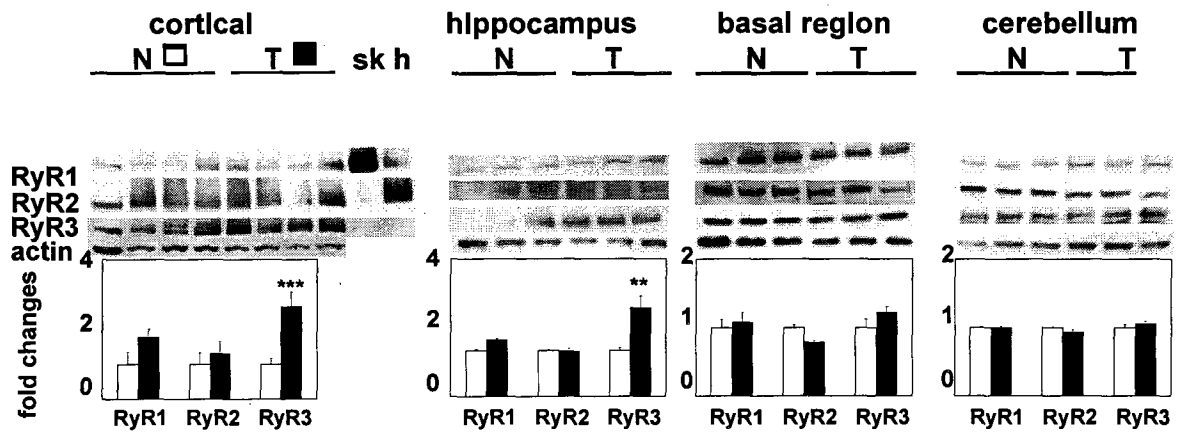 cortical hippocampus basal region cerebellum
N T sk h N T N T N T
RyR1
RyR2
RyR3
actin
fold changes
4 4 2 2
*** **
2 2 1 1
0 0 0 0
RyR1 RyR2 RyR3 RyR1 RyR2 RyR3 RyR1 RyR2 RyR3 RyR1 RyR2 RyR3